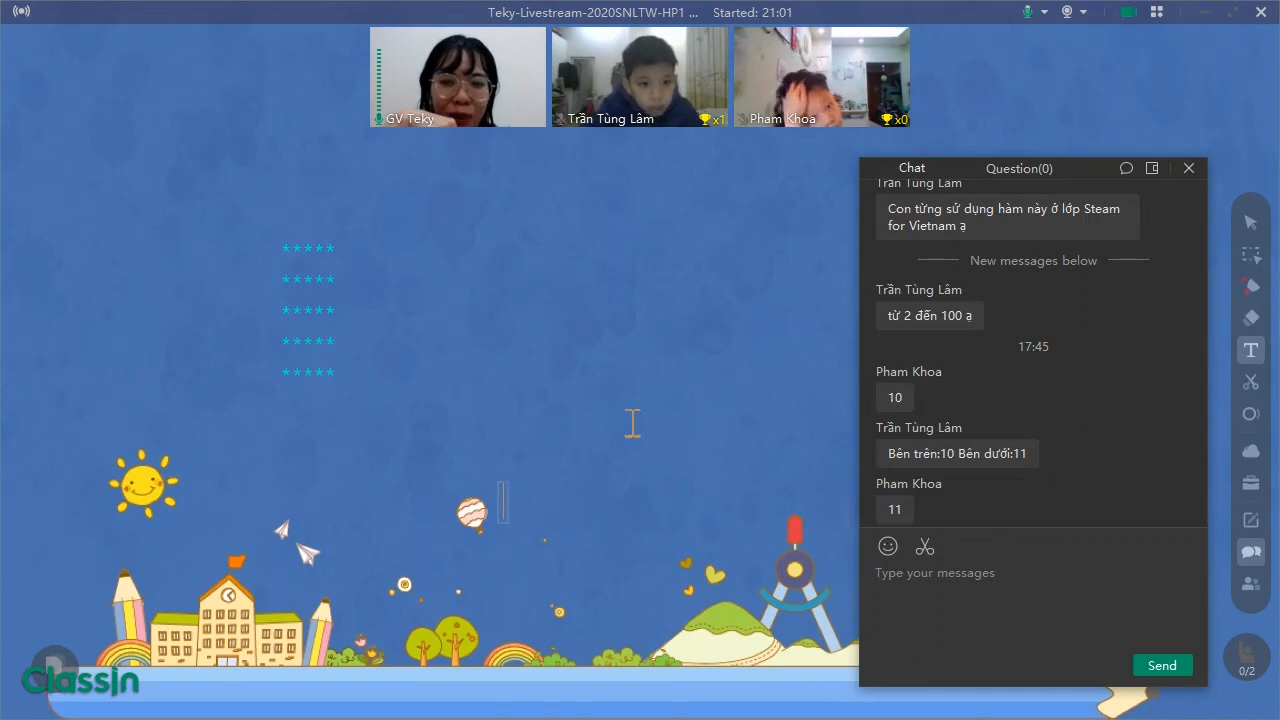 Teky-Livestream-2020SNLTW-HP1 ... Started: 21:01
GV Teky
Trần Tùng Lâm x1
Pham Khoa x0
Chat Question(0)
Trần Tùng Lâm
Con từng sử dụng hàm này ở lớp Steam
for Vietnam ạ
New messages below
Trần Tùng Lâm
từ 2 đến 100 ạ
17:45
Pham Khoa
10
Trần Tùng Lâm
Bên trên:10 Bên dưới:11
Pham Khoa
11
Type your messages
Send
*****
*****
*****
*****
*****
T
0/2
ClassIn